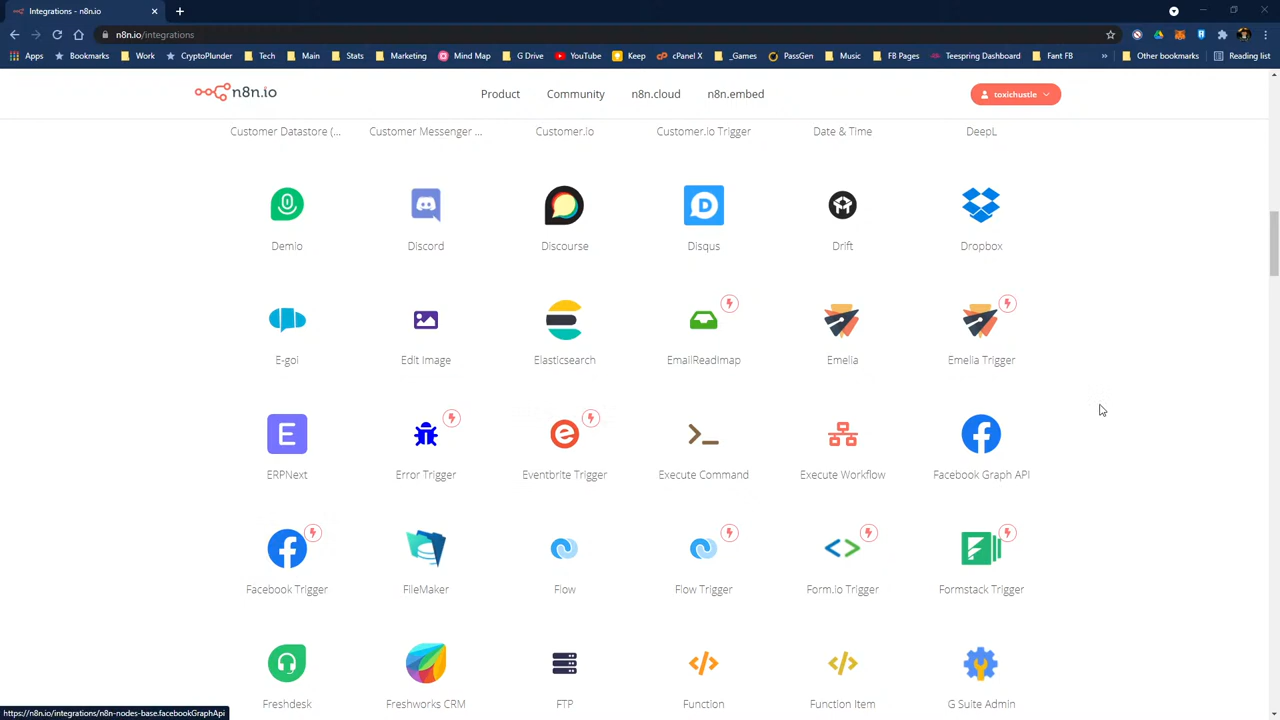 Integrations - n8n.io
n8n.io/integrations
Apps Bookmarks Work CryptoPlunder Tech Main Stats Marketing Mind Map G Drive YouTube Keep cPanel X _Games PassGen Music FB Pages Teespring Dashboard Fant FB » Other bookmarks Reading list
n8n.io Product Community n8n.cloud n8n.embed toxichustle
Customer Datastore (... Customer Messenger ... Customer.io Customer.io Trigger Date & Time DeepL
Demio Discord Discourse Disqus Drift Dropbox
E-goi Edit Image Elasticsearch EmailReadImap Emelia Emelia Trigger
ERPNext Error Trigger Eventbrite Trigger Execute Command Execute Workflow Facebook Graph API
Facebook Trigger FileMaker Flow Flow Trigger Form.io Trigger Formstack Trigger
Freshdesk Freshworks CRM FTP Function Function Item G Suite Admin
https://n8n.io/integrations/n8n-nodes-base.facebookGraphApi